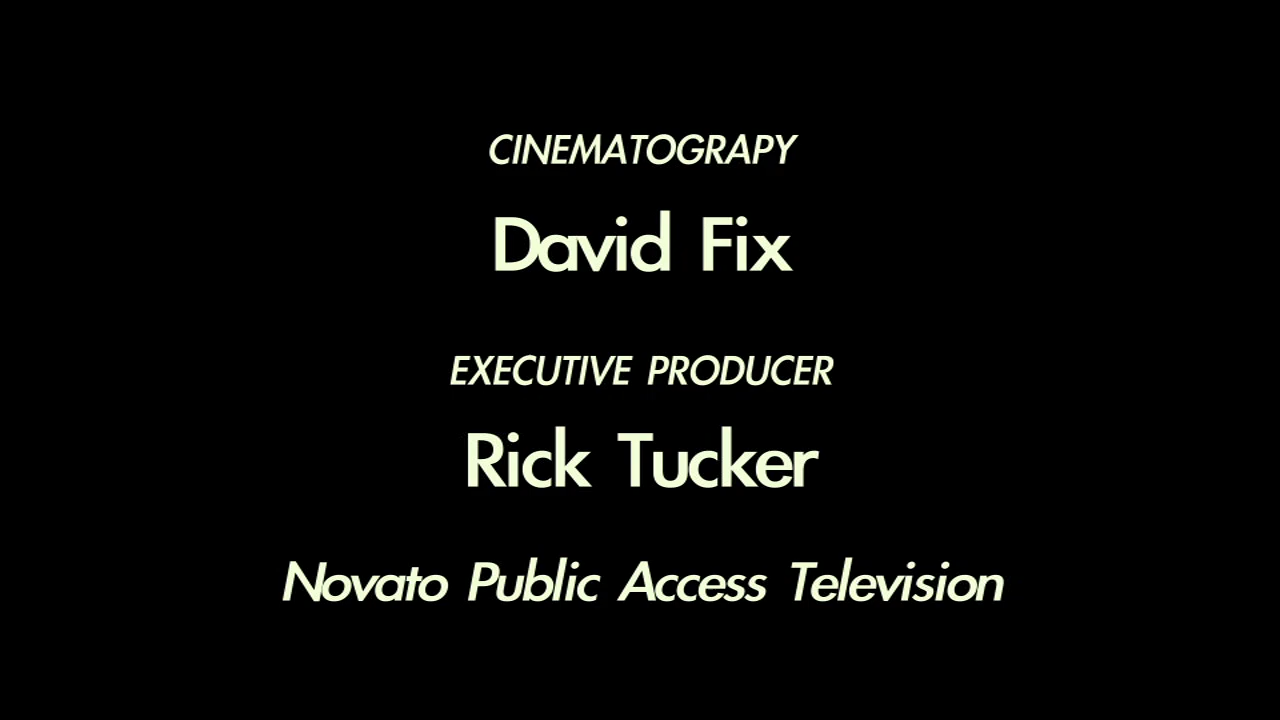 CINEMATOGRAPY
David Fix
EXECUTIVE PRODUCER
Rick Tucker
Novato Public Access Television